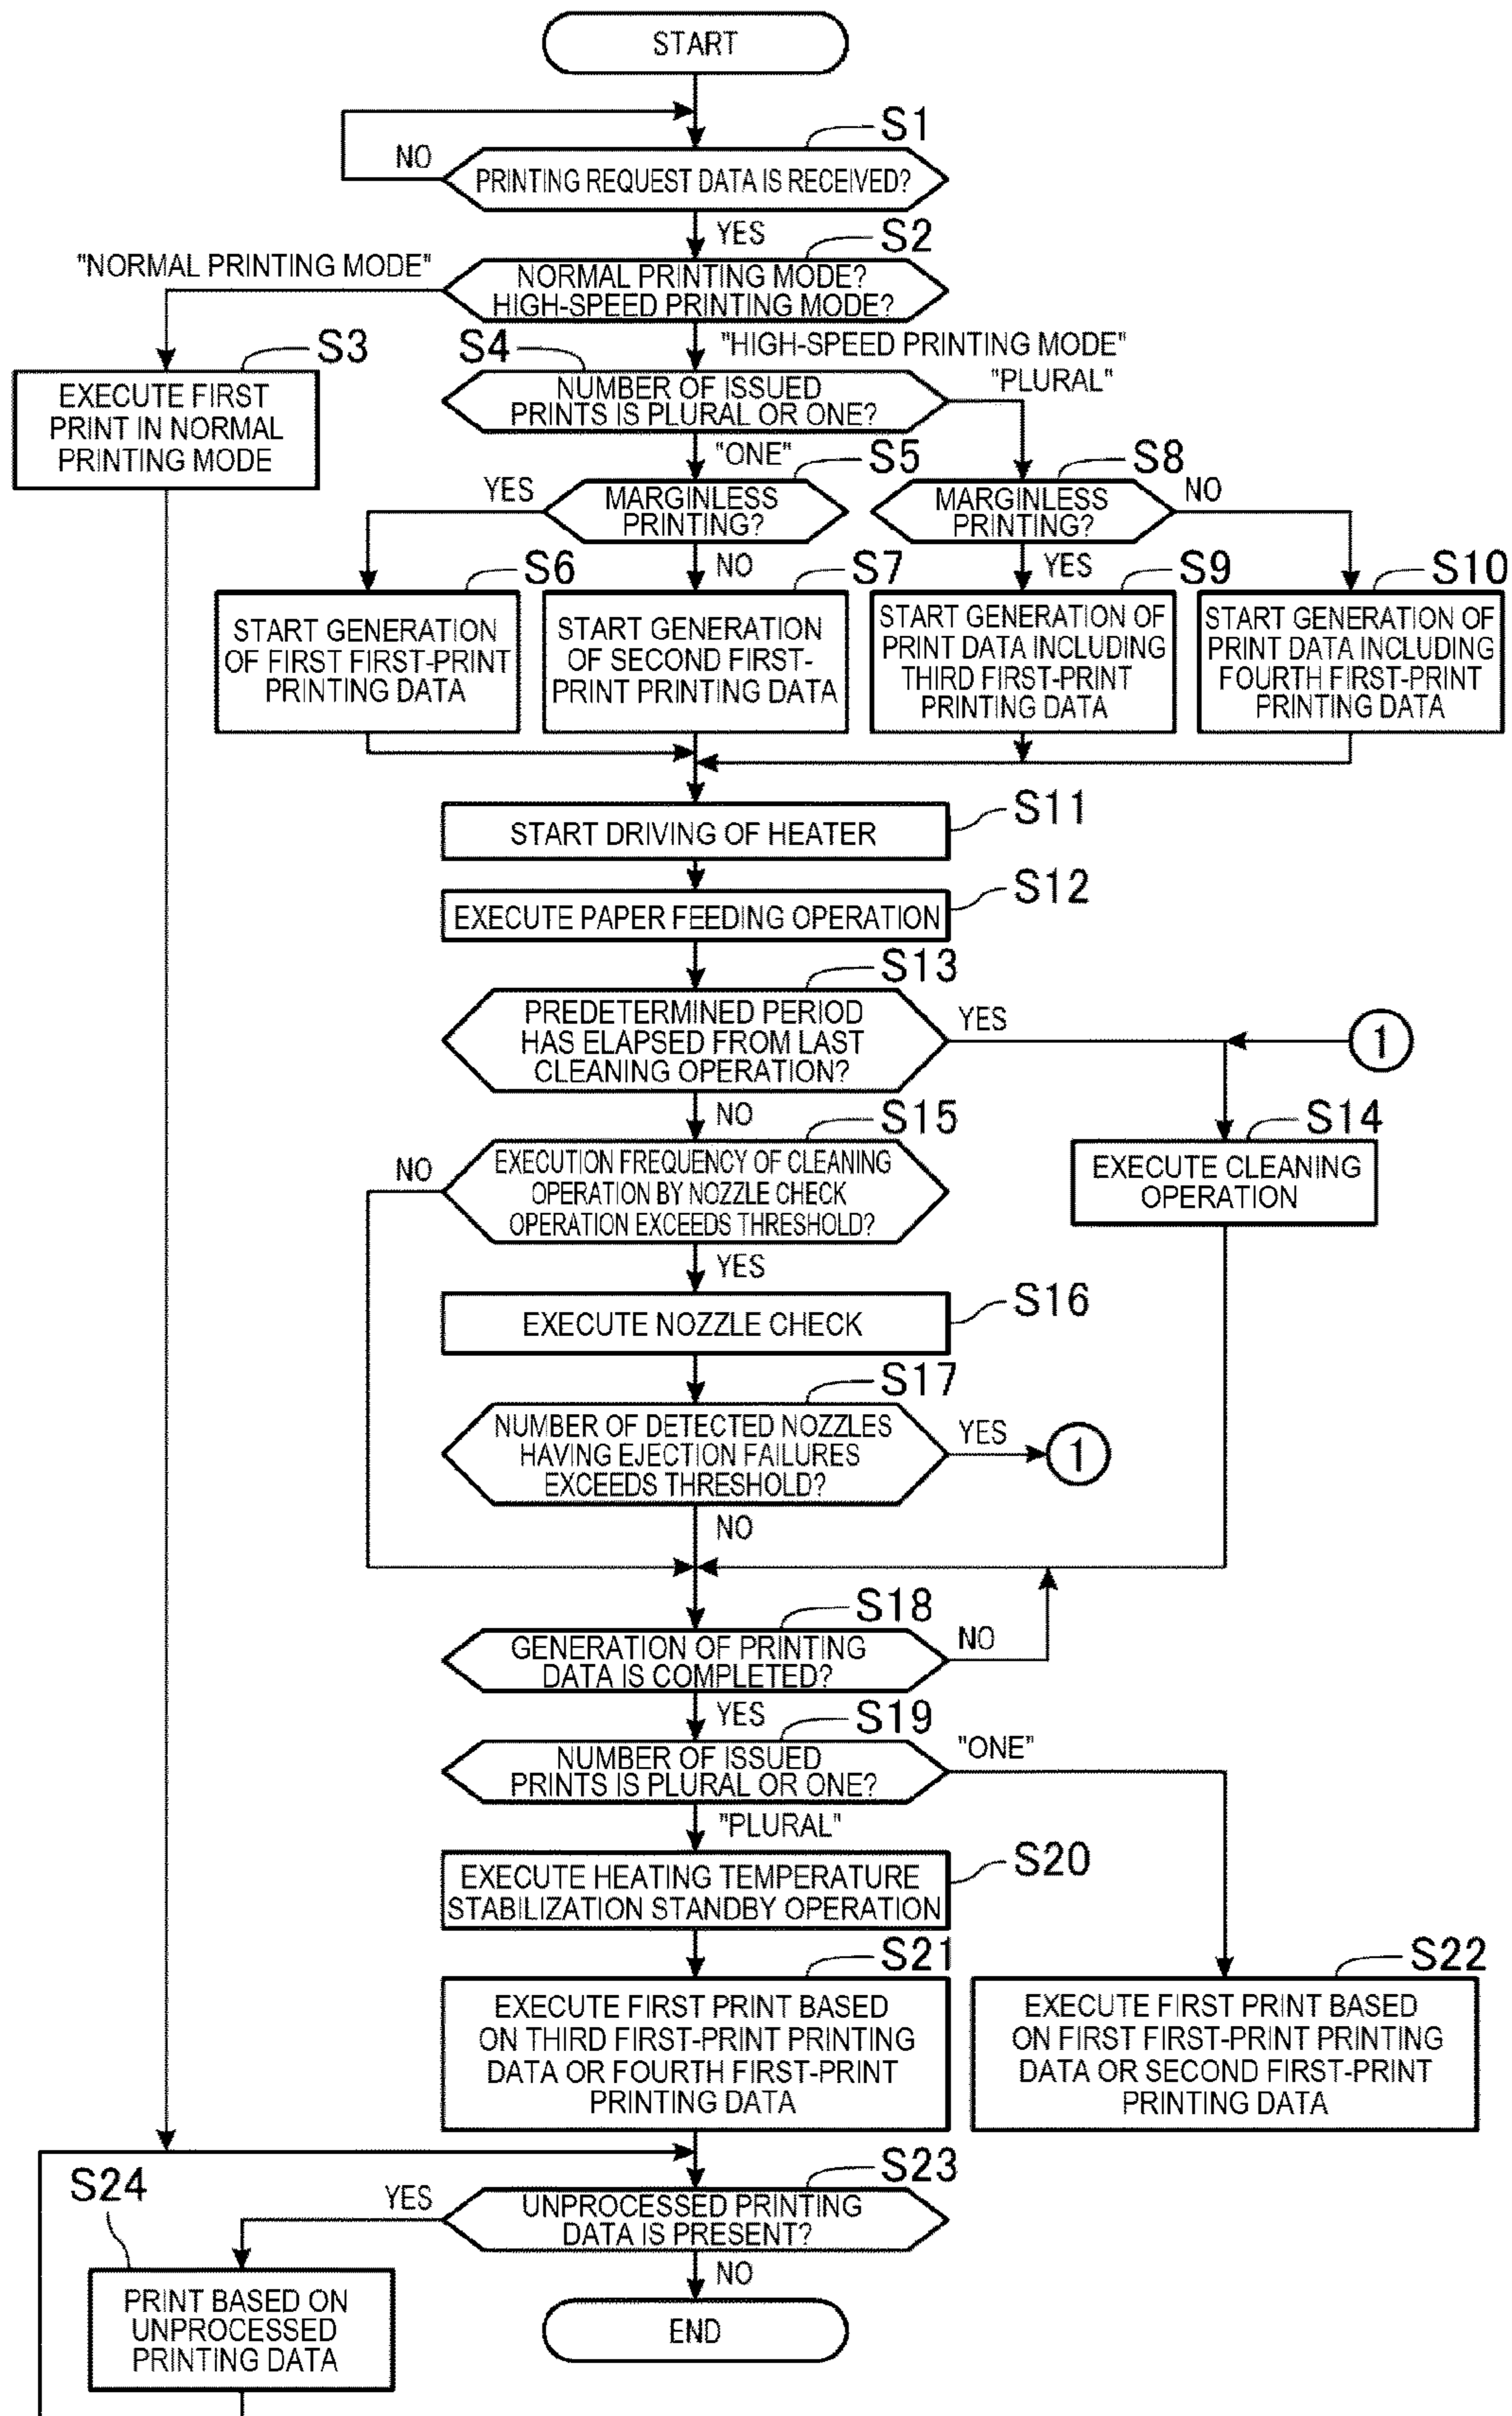 START
S1
NO
PRINTING REQUEST DATA IS RECEIVED?
YES
S2
"NORMAL PRINTING MODE"
NORMAL PRINTING MODE?
HIGH-SPEED PRINTING MODE?
"HIGH-SPEED PRINTING MODE"
S3
EXECUTE FIRST
PRINT IN NORMAL
PRINTING MODE
S4
NUMBER OF ISSUED
PRINTS IS PLURAL OR ONE?
"PLURAL"
"ONE"
S5
YES
MARGINLESS
PRINTING?
NO
S8
MARGINLESS
PRINTING?
NO
YES
S6
START GENERATION
OF FIRST FIRST-PRINT
PRINTING DATA
S7
START GENERATION
OF SECOND FIRST-
PRINT PRINTING DATA
S9
START GENERATION OF
PRINT DATA INCLUDING
THIRD FIRST-PRINT
PRINTING DATA
S10
START GENERATION OF
PRINT DATA INCLUDING
FOURTH FIRST-PRINT
PRINTING DATA
S11
START DRIVING OF HEATER
S12
EXECUTE PAPER FEEDING OPERATION
S13
PREDETERMINED PERIOD
HAS ELAPSED FROM LAST
CLEANING OPERATION?
YES
1
NO
S14
EXECUTE CLEANING
OPERATION
S15
NO
EXECUTION FREQUENCY OF CLEANING
OPERATION BY NOZZLE CHECK
OPERATION EXCEEDS THRESHOLD?
YES
S16
EXECUTE NOZZLE CHECK
S17
NUMBER OF DETECTED NOZZLES
HAVING EJECTION FAILURES
EXCEEDS THRESHOLD?
YES
1
NO
S18
GENERATION OF PRINTING
DATA IS COMPLETED?
NO
YES
S19
NUMBER OF ISSUED
PRINTS IS PLURAL OR ONE?
"ONE"
"PLURAL"
S20
EXECUTE HEATING TEMPERATURE
STABILIZATION STANDBY OPERATION
S21
EXECUTE FIRST PRINT BASED
ON THIRD FIRST-PRINT PRINTING
DATA OR FOURTH FIRST-PRINT
PRINTING DATA
S22
EXECUTE FIRST PRINT BASED
ON FIRST FIRST-PRINT PRINTING
DATA OR SECOND FIRST-PRINT
PRINTING DATA
S23
YES
UNPROCESSED PRINTING
DATA IS PRESENT?
NO
S24
PRINT BASED ON
UNPROCESSED
PRINTING DATA
END